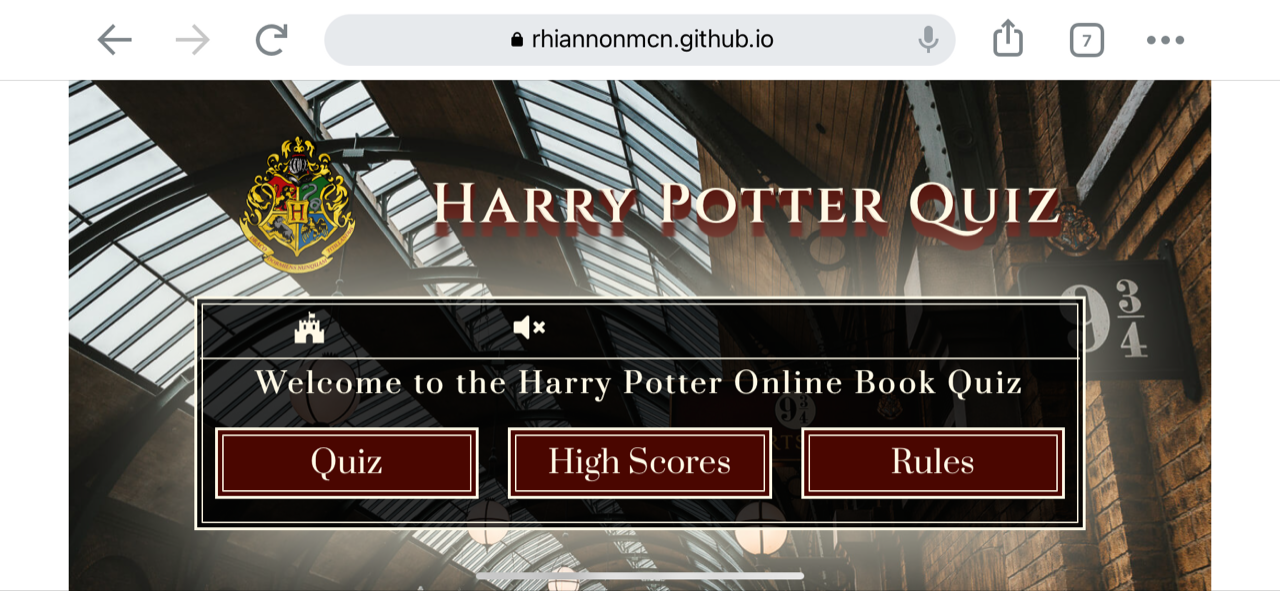 rhiannonmcn.github.io
7
Harry Potter Quiz
9 3/4
Welcome to the Harry Potter Online Book Quiz
Quiz
High Scores
Rules